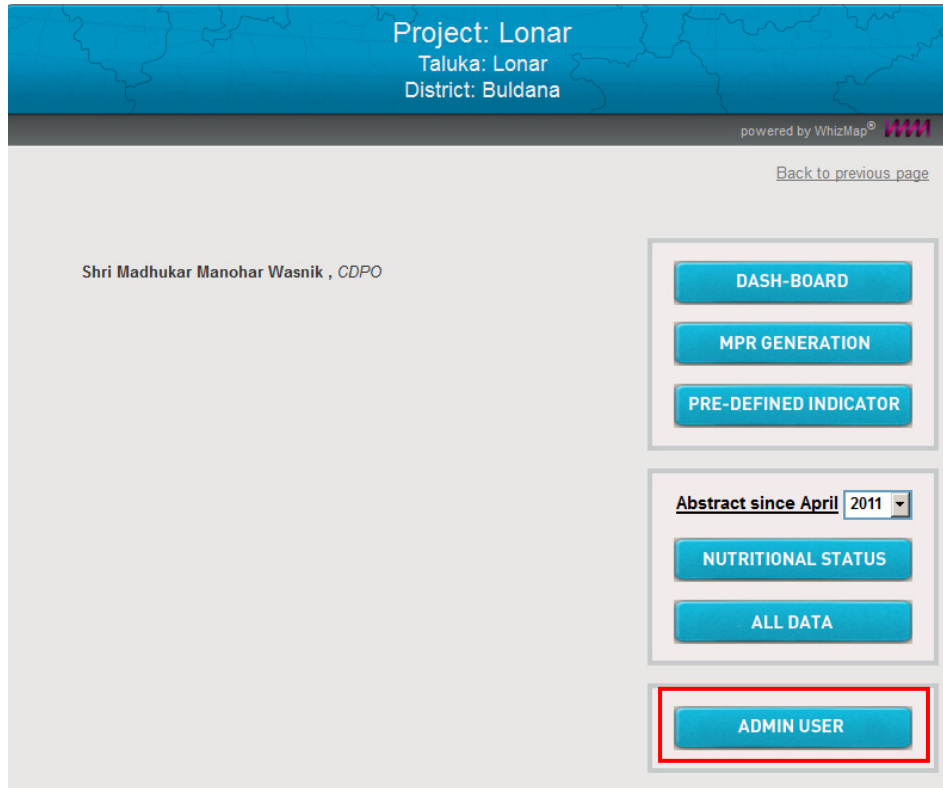 Project: Lonar
Taluka: Lonar
District: Buldana
powered by WhizMap®
Back to previous page
Shri Madhukar Manohar Wasnik , CDPO
DASH-BOARD
MPR GENERATION
PRE-DEFINED INDICATOR
Abstract since April 2011
NUTRITIONAL STATUS
ALL DATA
ADMIN USER